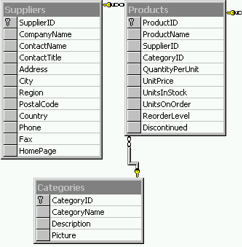 Suppliers
SupplierID
CompanyName
ContactName
ContactTitle
Address
City
Region
PostalCode
Country
Phone
Fax
HomePage
Products
ProductID
ProductName
SupplierID
CategoryID
QuantityPerUnit
UnitPrice
UnitsInStock
UnitsOnOrder
ReorderLevel
Discontinued
Categories
CategoryID
CategoryName
Description
Picture